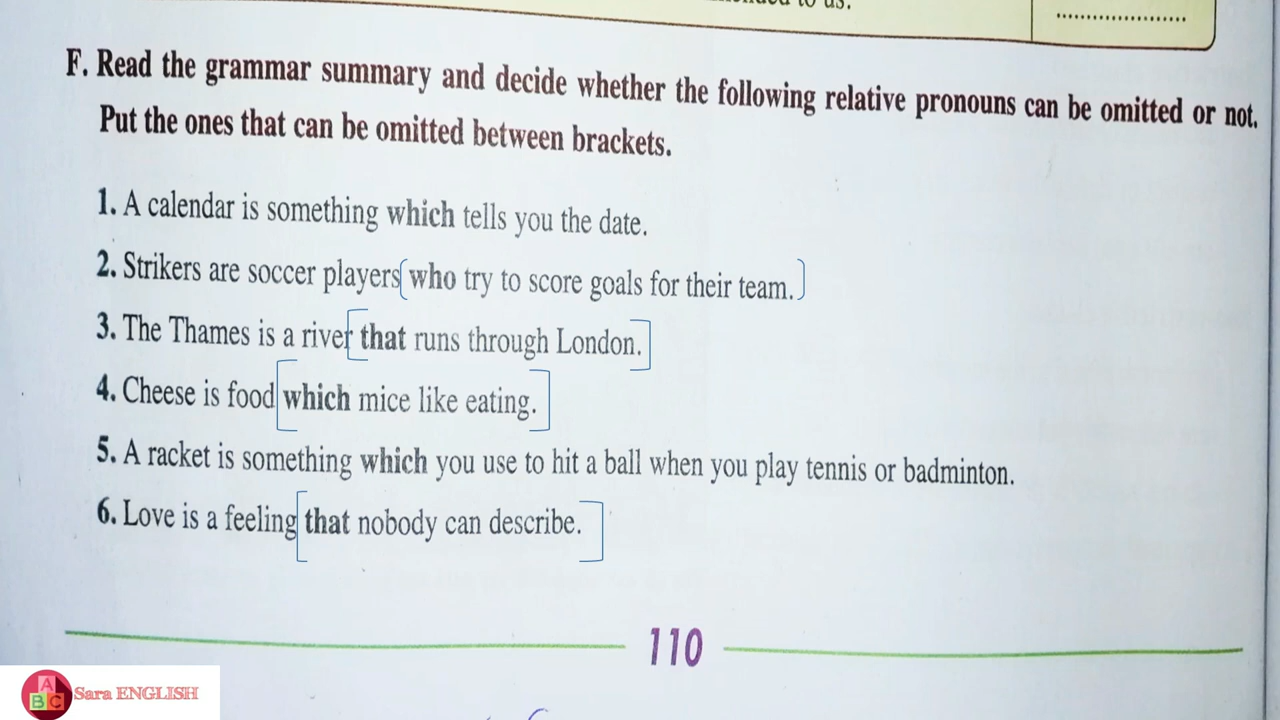 to us.
.....................
F. Read the grammar summary and decide whether the following relative pronouns can be omitted or not.
Put the ones that can be omitted between brackets.
1. A calendar is something which tells you the date.
2. Strikers are soccer players(who try to score goals for their team.)
3. The Thames is a river [that runs through London.]
4. Cheese is food [which mice like eating.]
5. A racket is something which you use to hit a ball when you play tennis or badminton.
6. Love is a feeling [that nobody can describe.]
110
A B C Sara ENGLISH